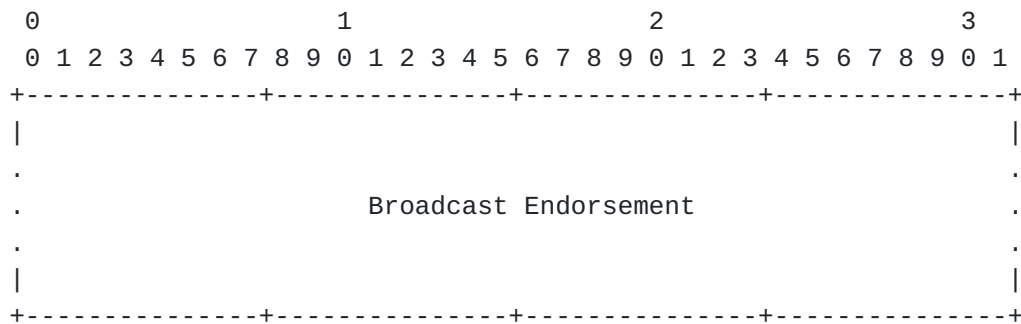 0                   1                   2                   3
 0 1 2 3 4 5 6 7 8 9 0 1 2 3 4 5 6 7 8 9 0 1 2 3 4 5 6 7 8 9 0 1
+---------------+---------------+---------------+---------------+
|                                                               |
.                                                               .
.                      Broadcast Endorsement                    .
.                                                               .
|                                                               |
+---------------+---------------+---------------+---------------+